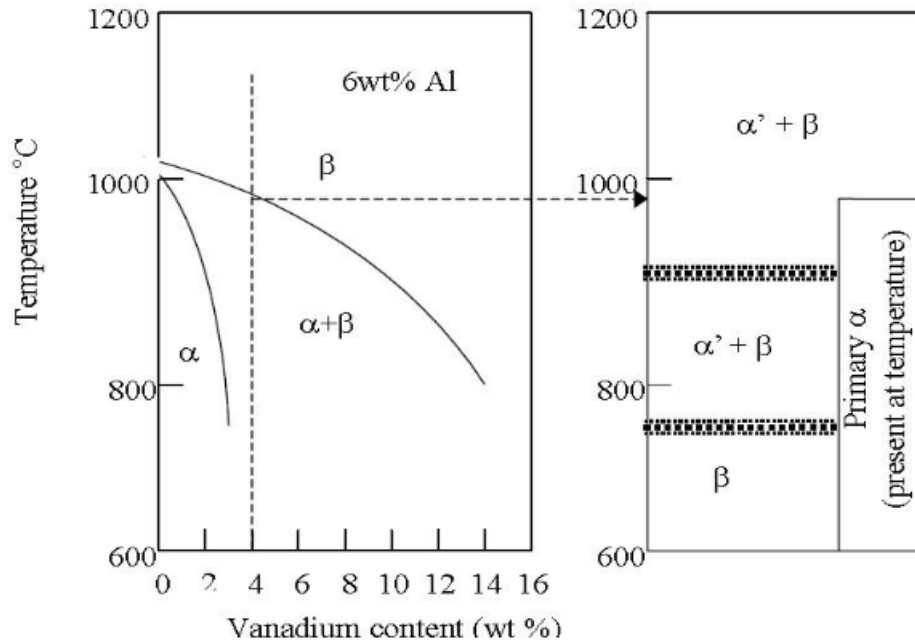 1200
6wt% Al
β
1000
α+β
α
800
600
0 2 4 6 8 10 12 14 16
Vanadium content (wt %)
Temperature °C
1200
α’ + β
1000
α’ + β
800
β
600
Primary α
(present at temperature)